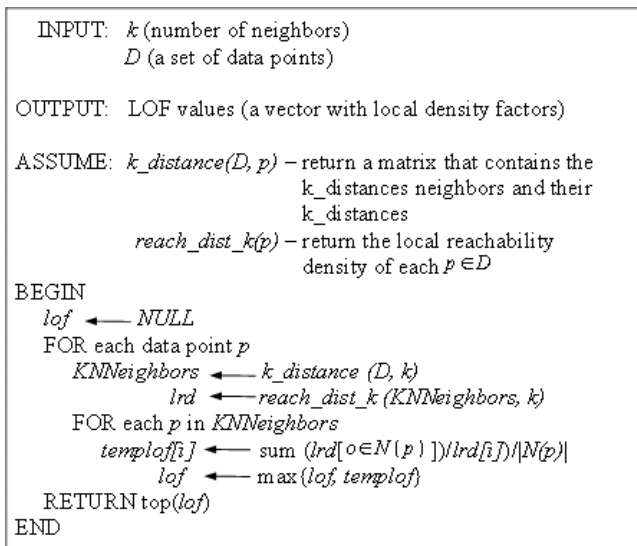 INPUT: k (number of neighbors)
D (a set of data points)
OUTPUT: LOF values (a vector with local density factors)
ASSUME: k_distance(D, p) – return a matrix that contains the
k_distances neighbors and their
k_distances
reach_dist_k(p) – return the local reachability
density of each p ∈ D
BEGIN
lof ← NULL
FOR each data point p
KNNeighbors ← k_distance (D, k)
lrd ← reach_dist_k (KNNeighbors, k)
FOR each p in KNNeighbors
templof[i] ← sum (lrd[o∈N(p)])/lrd[i])/|N(p)|
lof ← max{lof, templof}
RETURN top(lof)
END